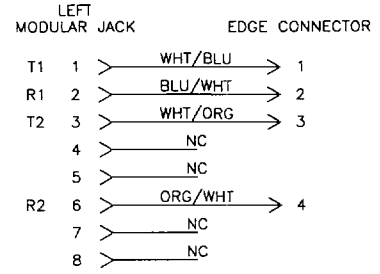 LEFT
MODULAR JACK EDGE CONNECTOR
T1 1 WHT/BLU 1
R1 2 BLU/WHT 2
T2 3 WHT/ORG 3
4 NC
5 NC
R2 6 ORG/WHT 4
7 NC
8 NC